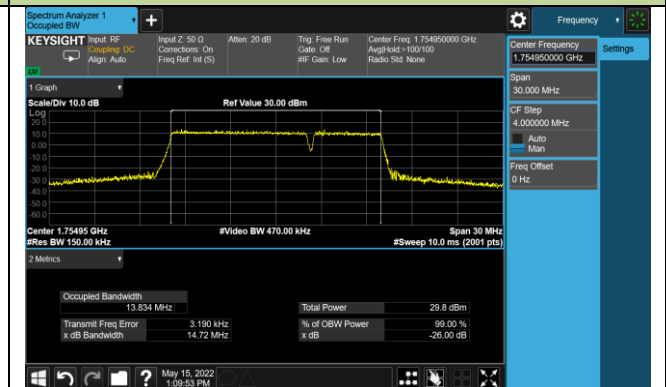 Spectrum Analyzer 1
Occupied BW
Frequency
KEYSIGHT Input: RF Input Z: 50 Ω Atten: 20 dB Trig: Free Run Center Freq: 1.754950000 GHz
Coupling: DC Corrections: On Gate: Off Avg|Hold:>100/100
Align: Auto Freq Ref: Int (S) #IF Gain: Low Radio Std: None
Center Frequency
1.754950000 GHz
Settings
Span
30.000 MHz
CF Step
4.000000 MHz
Auto
Man
Freq Offset
0 Hz
1 Graph
Scale/Div 10.0 dB Ref Value 30.00 dBm
Log
20.0
10.0
0.00
-10.0
-20.0
-30.0
-40.0
-50.0
-60.0
Center 1.75495 GHz #Video BW 470.00 kHz Span 30 MHz
#Res BW 150.00 kHz #Sweep 10.0 ms (2001 pts)
2 Metrics
Occupied Bandwidth
13.834 MHz Total Power 29.8 dBm
Transmit Freq Error 3.190 kHz % of OBW Power 99.00 %
x dB Bandwidth 14.72 MHz x dB -26.00 dB
May 15, 2022
1:09:53 PM